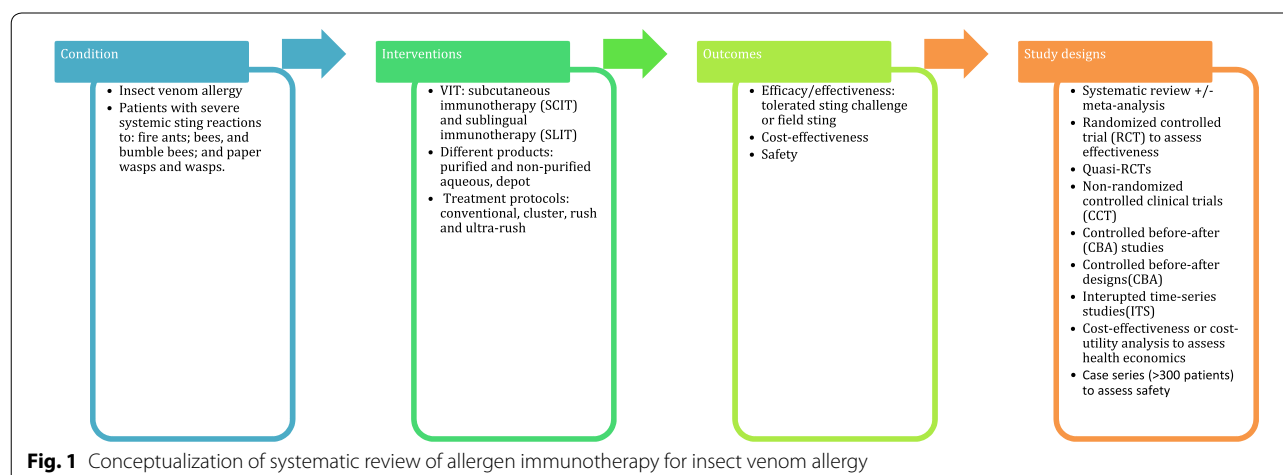 Condition
• Insect venom allergy
• Patients with severe
systemic sting reactions
to: fire ants; bees, and
bumble bees; and paper
wasps and wasps.
Interventions
• VIT: subcutaneous
immunotherapy (SCIT)
and sublingual
immunotherapy (SLIT)
• Different products:
purified and non-purified
aqueous, depot
• Treatment protocols:
conventional, cluster, rush
and ultra-rush
Outcomes
• Efficacy/effectiveness:
tolerated sting challenge
or field sting
• Cost-effectiveness
• Safety
Study designs
• Systematic review +/-
meta-analysis
• Randomized controlled
trial (RCT) to assess
effectiveness
• Quasi-RCTs
• Non-randomized
controlled clinical trials
(CCT)
• Controlled before-after
(CBA) studies
• Controlled before-after
designs(CBA)
• Interupted time-series
studies(ITS)
• Cost-effectiveness or cost-
utility analysis to assess
health economics
• Case series (>300 patients)
to assess safety
Fig. 1 Conceptualization of systematic review of allergen immunotherapy for insect venom allergy